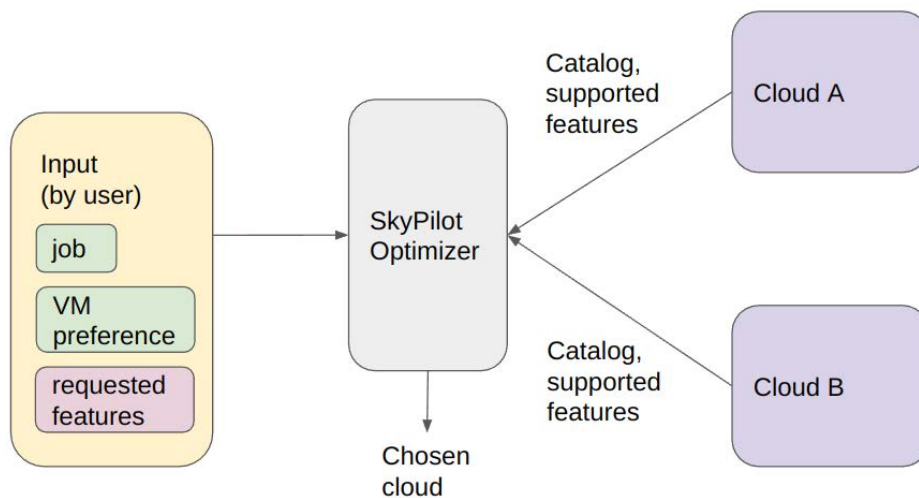 Input
(by user)
job
VM
preference
requested
features
SkyPilot
Optimizer
Chosen
cloud
Catalog,
supported
features
Cloud A
Catalog,
supported
features
Cloud B